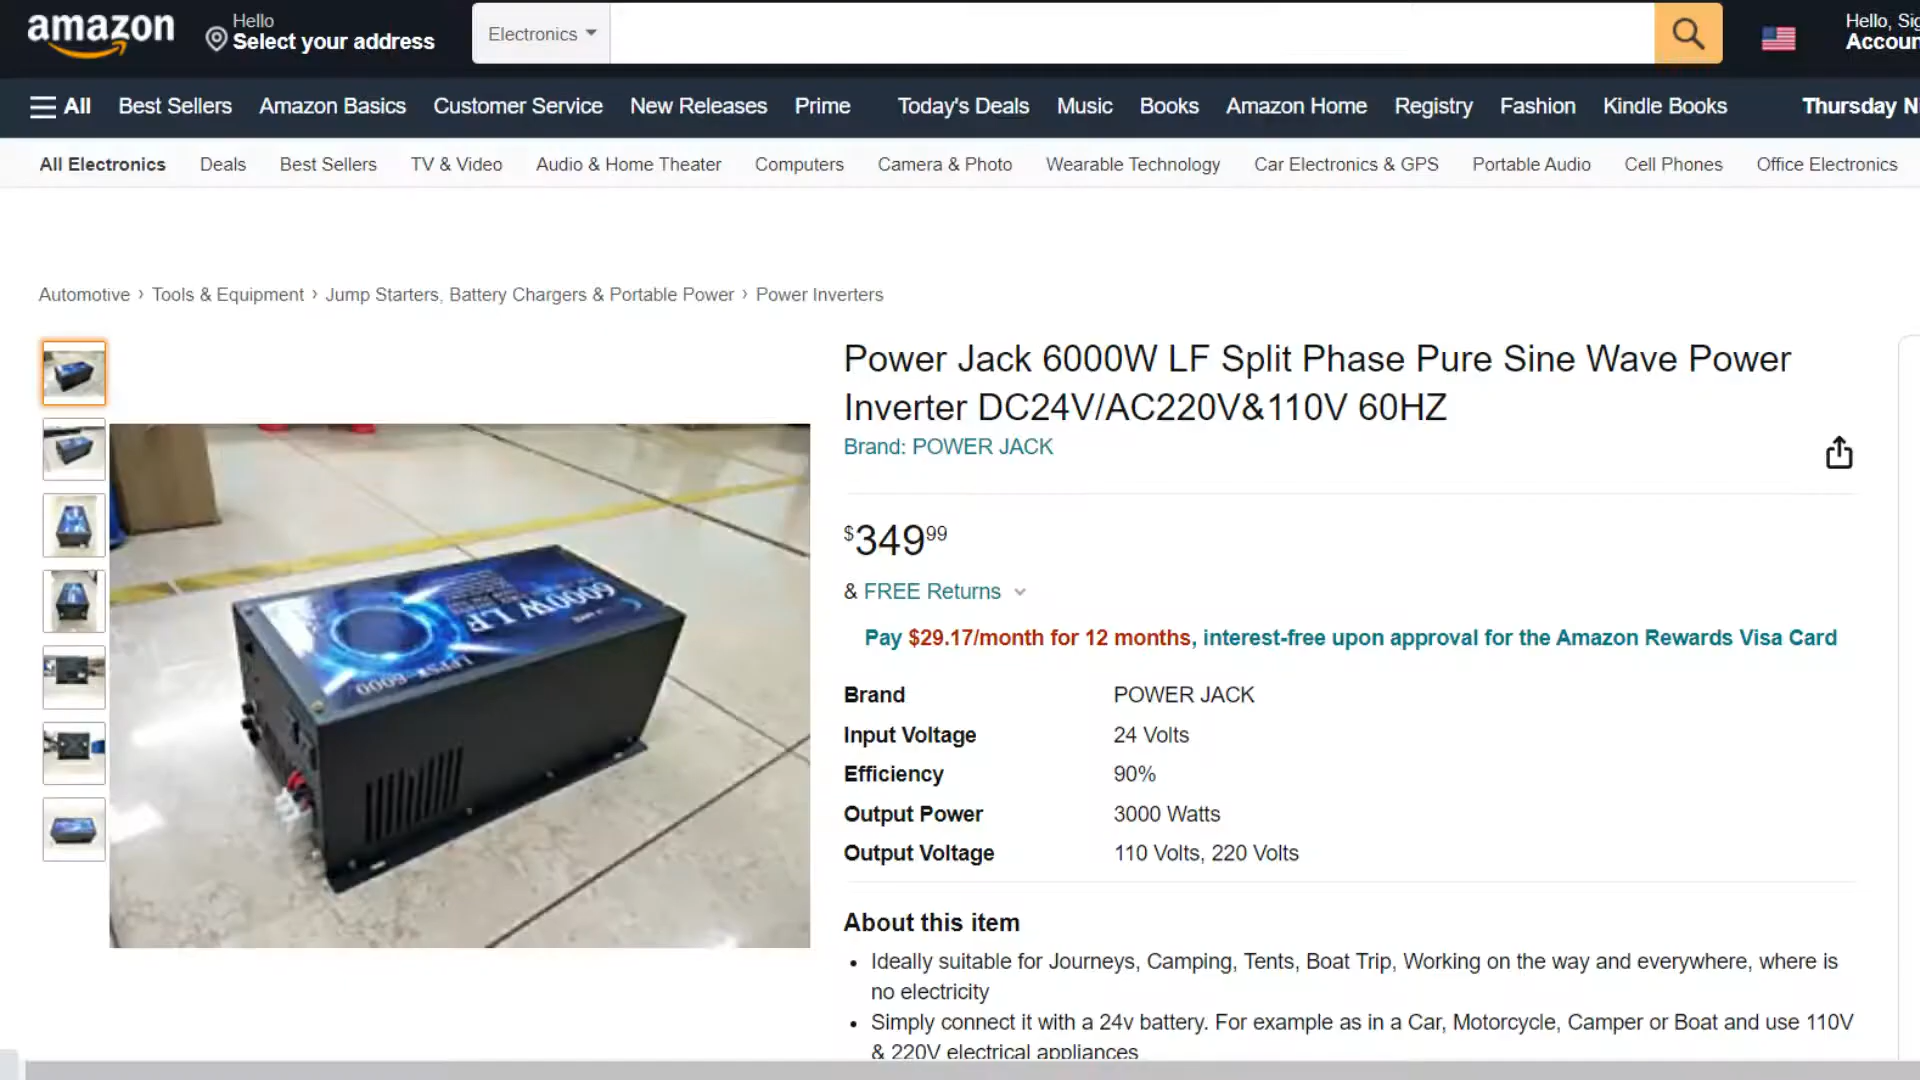 amazon
Hello
Select your address
Electronics
Hello, Sig
Accoun
All Best Sellers Amazon Basics Customer Service New Releases Prime Today's Deals Music Books Amazon Home Registry Fashion Kindle Books Thursday N
All Electronics Deals Best Sellers TV & Video Audio & Home Theater Computers Camera & Photo Wearable Technology Car Electronics & GPS Portable Audio Cell Phones Office Electronics
Automotive › Tools & Equipment › Jump Starters, Battery Chargers & Portable Power › Power Inverters
Power Jack 6000W LF Split Phase Pure Sine Wave Power
Inverter DC24V/AC220V&110V 60HZ
Brand: POWER JACK
$349.99
& FREE Returns
Pay $29.17/month for 12 months, interest-free upon approval for the Amazon Rewards Visa Card
Brand POWER JACK
Input Voltage 24 Volts
Efficiency 90%
Output Power 3000 Watts
Output Voltage 110 Volts, 220 Volts
About this item
• Ideally suitable for Journeys, Camping, Tents, Boat Trip, Working on the way and everywhere, where is
no electricity
• Simply connect it with a 24v battery. For example as in a Car, Motorcycle, Camper or Boat and use 110V
& 220V electrical appliances
6000W LF